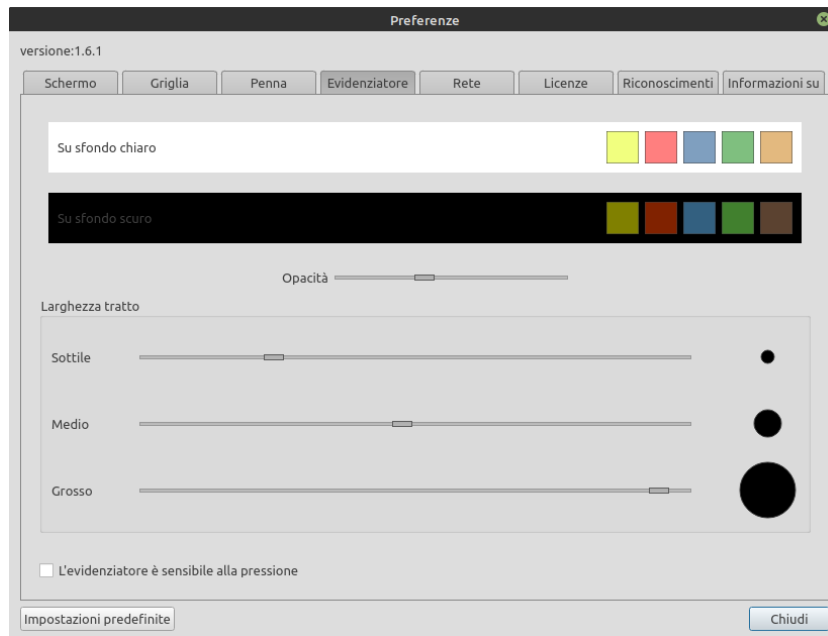 Preferenze
versione:1.6.1
Schermo Griglia Penna Evidenziatore Rete Licenze Riconoscimenti Informazioni su
Su sfondo chiaro
Su sfondo scuro
Opacità
Larghezza tratto
Sottile
Medio
Grosso
L'evidenziatore è sensibile alla pressione
Impostazioni predefinite Chiudi